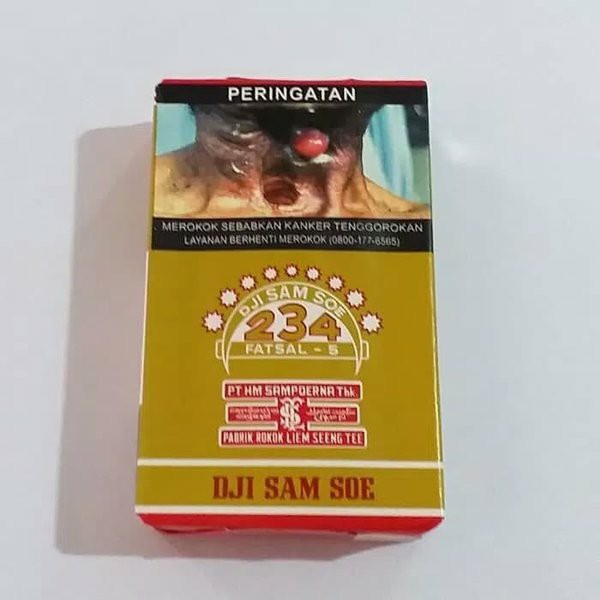 PERINGATAN
MEROKOK SEBABKAN KANKER TENGGOROKAN
LAYANAN BERHENTI MEROKOK (0800-177-6565)
DJI SAM SOE
234
FATSAL - 5
PT HM SAMPOERNA Tbk.
PABRIK ROKOK LIEM SEENG TEE
DJI SAM SOE